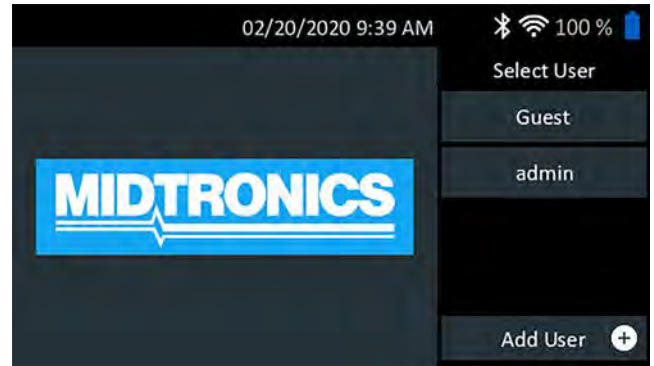 02/20/2020 9:39 AM 100 %
Select User
Guest
admin
MIDTRONICS
Add User